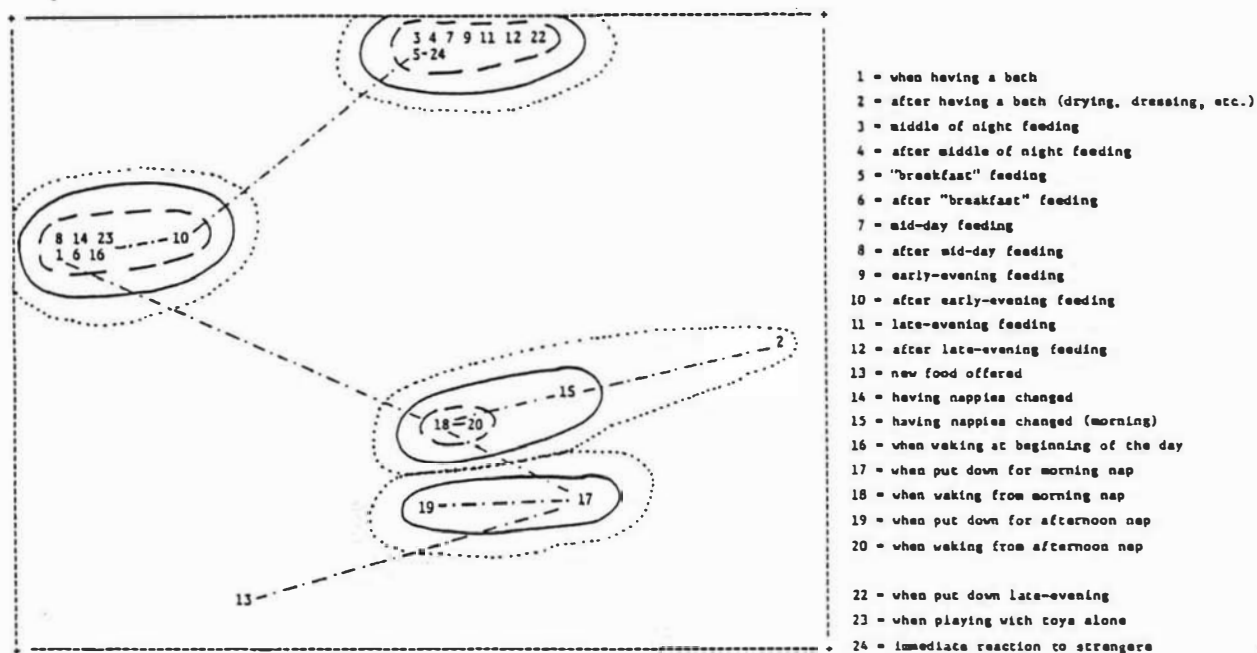 3 4 7 9 11 12 22
5-24
8 14 23
10
1 6 16
2
15
18 20
19
17
13
1 = when having a bath
2 = after having a bath (drying, dressing, etc.)
3 = middle of night feeding
4 = after middle of night feeding
5 = "breakfast" feeding
6 = after "breakfast" feeding
7 = mid-day feeding
8 = after mid-day feeding
9 = early-evening feeding
10 = after early-evening feeding
11 = late-evening feeding
12 = after late-evening feeding
13 = new food offered
14 = having nappies changed
15 = having nappies changed (morning)
16 = when waking at beginning of the day
17 = when put down for morning nap
18 = when waking from morning nap
19 = when put down for afternoon nap
20 = when waking from afternoon nap
22 = when put down late-evening
23 = when playing with toys alone
24 = immediate reaction to strangers